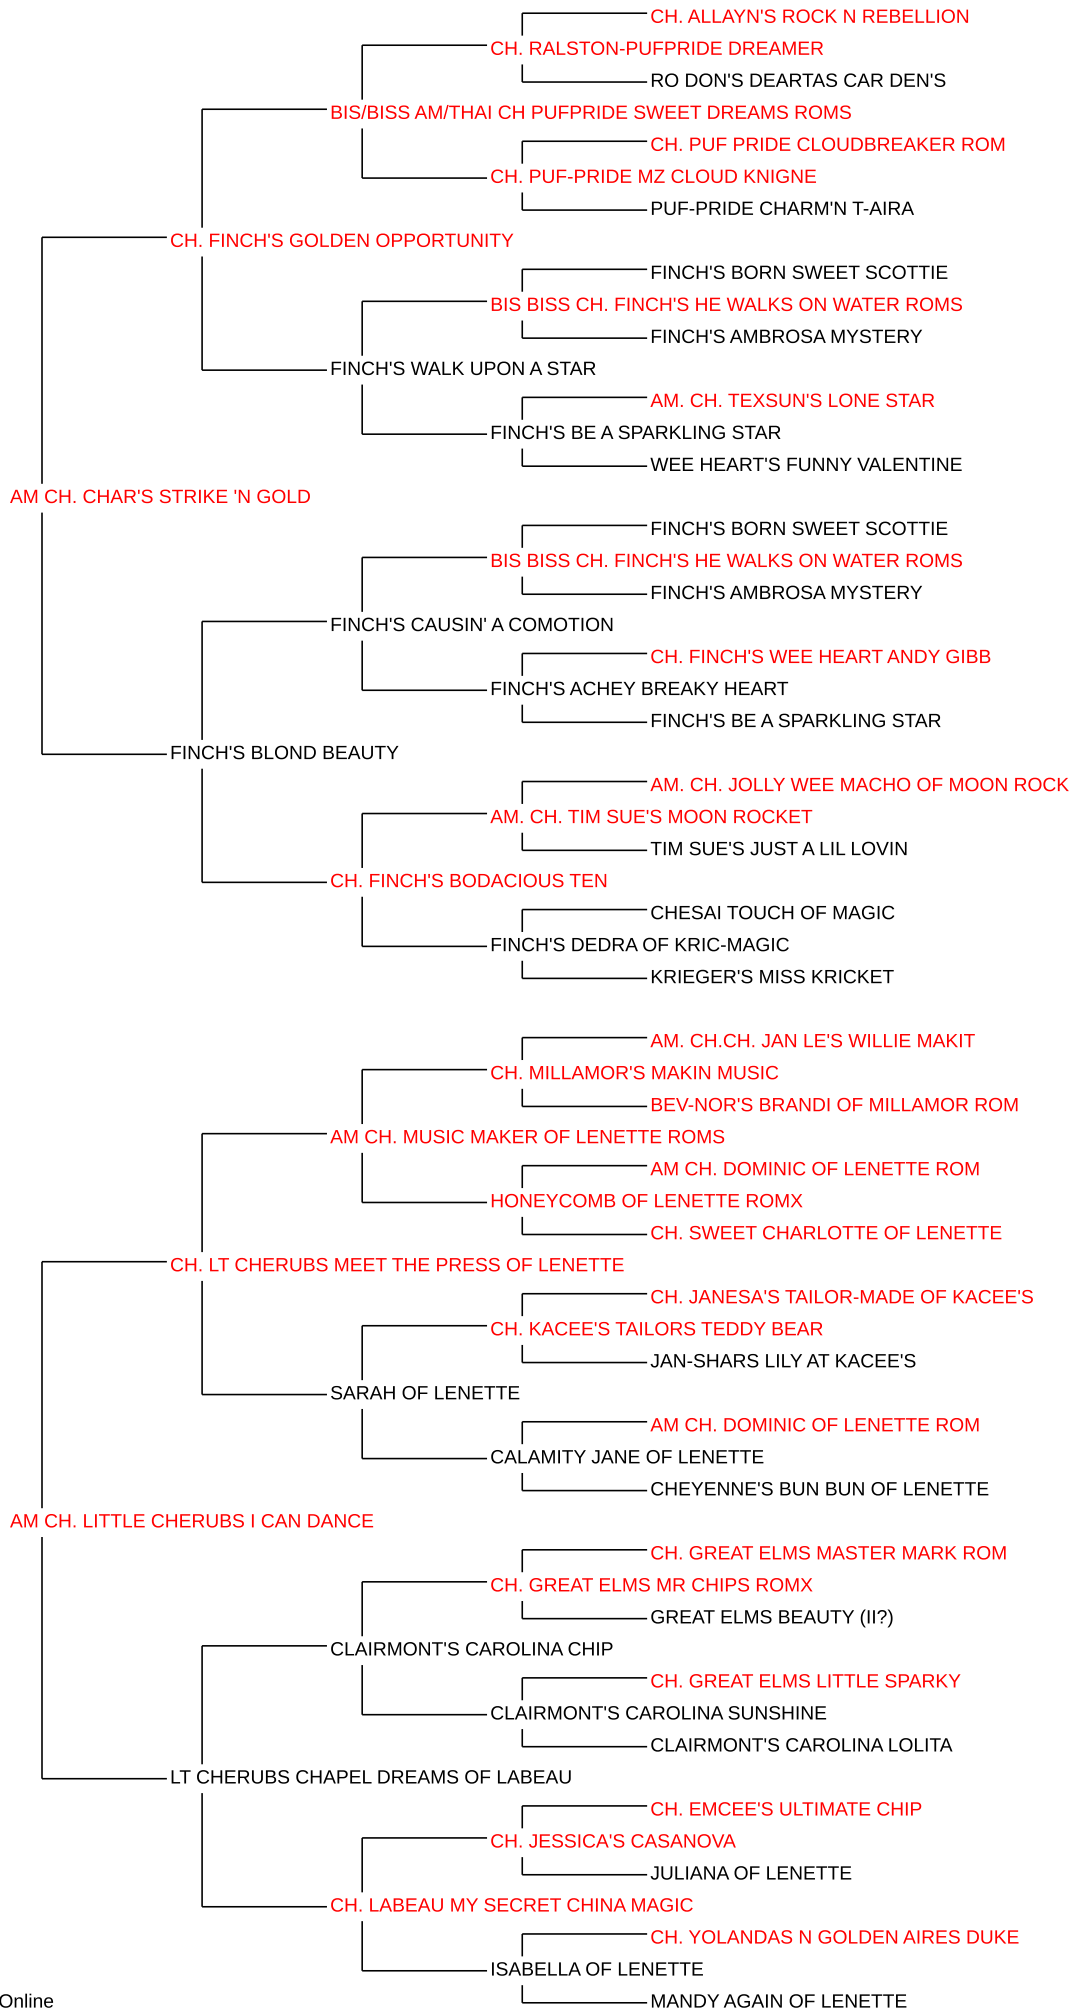 CH. ALLAYN'S ROCK N REBELLION
CH. RALSTON-PUFPRIDE DREAMER
RO DON'S DEARTAS CAR DEN'S
BIS/BISS AM/THAI CH PUFPRIDE SWEET DREAMS ROMS
CH. PUF PRIDE CLOUDBREAKER ROM
CH. PUF-PRIDE MZ CLOUD KNIGNE
PUF-PRIDE CHARM'N T-AIRA
CH. FINCH'S GOLDEN OPPORTUNITY
FINCH'S BORN SWEET SCOTTIE
BIS BISS CH. FINCH'S HE WALKS ON WATER ROMS
FINCH'S AMBROSA MYSTERY
FINCH'S WALK UPON A STAR
AM. CH. TEXSUN'S LONE STAR
FINCH'S BE A SPARKLING STAR
WEE HEART'S FUNNY VALENTINE
AM CH. CHAR'S STRIKE 'N GOLD
FINCH'S BORN SWEET SCOTTIE
BIS BISS CH. FINCH'S HE WALKS ON WATER ROMS
FINCH'S AMBROSA MYSTERY
FINCH'S CAUSIN' A COMOTION
CH. FINCH'S WEE HEART ANDY GIBB
FINCH'S ACHEY BREAKY HEART
FINCH'S BE A SPARKLING STAR
FINCH'S BLOND BEAUTY
AM. CH. JOLLY WEE MACHO OF MOON ROCK
AM. CH. TIM SUE'S MOON ROCKET
TIM SUE'S JUST A LIL LOVIN
CH. FINCH'S BODACIOUS TEN
CHESAI TOUCH OF MAGIC
FINCH'S DEDRA OF KRIC-MAGIC
KRIEGER'S MISS KRICKET
AM. CH.CH. JAN LE'S WILLIE MAKIT
CH. MILLAMOR'S MAKIN MUSIC
BEV-NOR'S BRANDI OF MILLAMOR ROM
AM CH. MUSIC MAKER OF LENETTE ROMS
AM CH. DOMINIC OF LENETTE ROM
HONEYCOMB OF LENETTE ROMX
CH. SWEET CHARLOTTE OF LENETTE
CH. LT CHERUBS MEET THE PRESS OF LENETTE
CH. JANESA'S TAILOR-MADE OF KACEE'S
CH. KACEE'S TAILORS TEDDY BEAR
JAN-SHARS LILY AT KACEE'S
SARAH OF LENETTE
AM CH. DOMINIC OF LENETTE ROM
CALAMITY JANE OF LENETTE
CHEYENNE'S BUN BUN OF LENETTE
AM CH. LITTLE CHERUBS I CAN DANCE
CH. GREAT ELMS MASTER MARK ROM
CH. GREAT ELMS MR CHIPS ROMX
GREAT ELMS BEAUTY (II?)
CLAIRMONT'S CAROLINA CHIP
CH. GREAT ELMS LITTLE SPARKY
CLAIRMONT'S CAROLINA SUNSHINE
CLAIRMONT'S CAROLINA LOLITA
LT CHERUBS CHAPEL DREAMS OF LABEAU
CH. EMCEE'S ULTIMATE CHIP
CH. JESSICA'S CASANOVA
JULIANA OF LENETTE
CH. LABEAU MY SECRET CHINA MAGIC
CH. YOLANDAS N GOLDEN AIRES DUKE
ISABELLA OF LENETTE
MANDY AGAIN OF LENETTE
Online